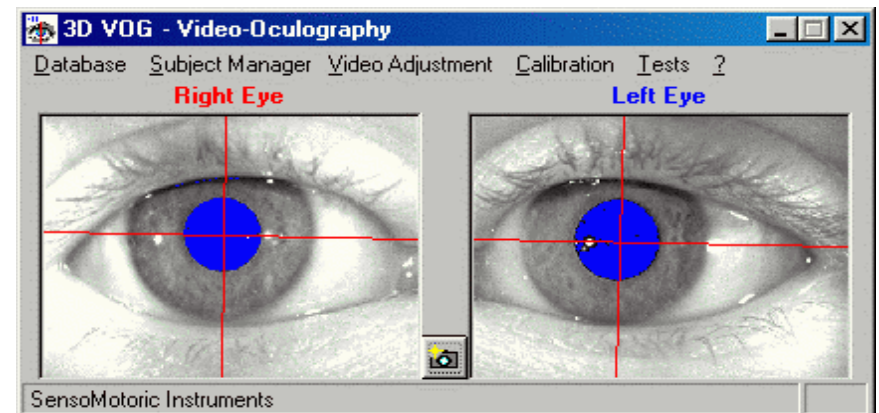 3D VOG - Video-Oculography
Database Subject Manager Video Adjustment Calibration Tests ?
Right Eye Left Eye
SensoMotoric Instruments